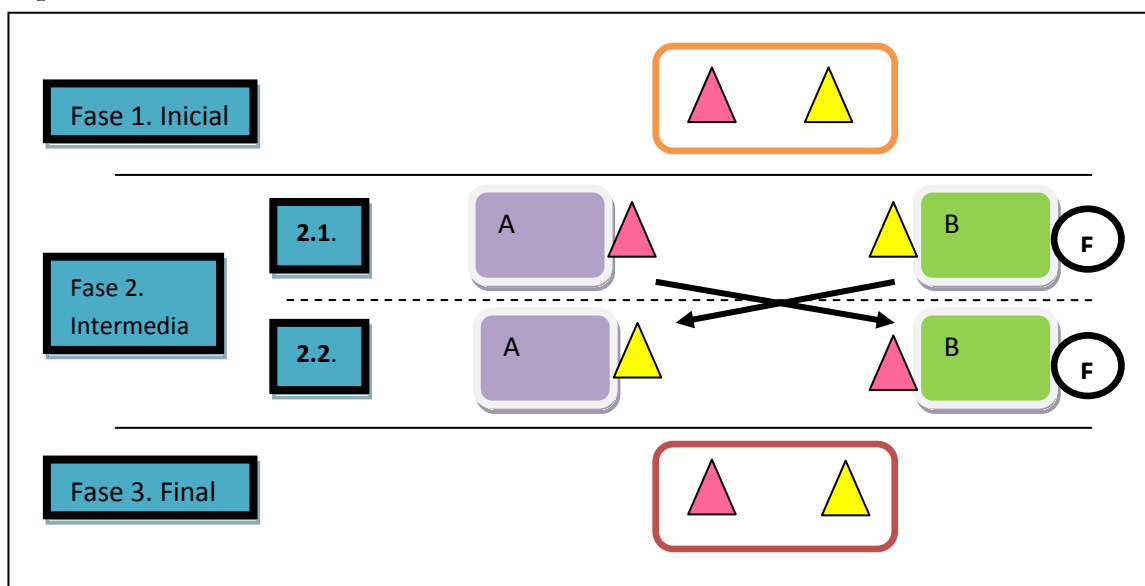 Fase 1. Inicial
2.1.
A
B
F
Fase 2.
Intermedia
2.2.
A
B
F
Fase 3. Final